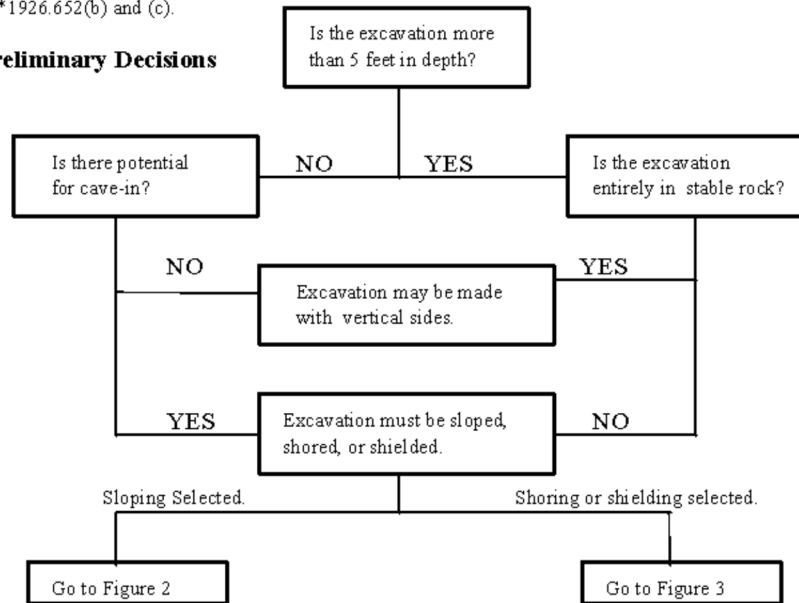 *1926.652(b) and (c).
reliminary Decisions
Is the excavation more
than 5 feet in depth?
Is there potential
for cave-in?
NO
YES
Is the excavation
entirely in stable rock?
NO
YES
Excavation may be made
with vertical sides.
YES
NO
Excavation must be sloped,
shored, or shielded.
Sloping Selected.
Shoring or shielding selected.
Go to Figure 2
Go to Figure 3